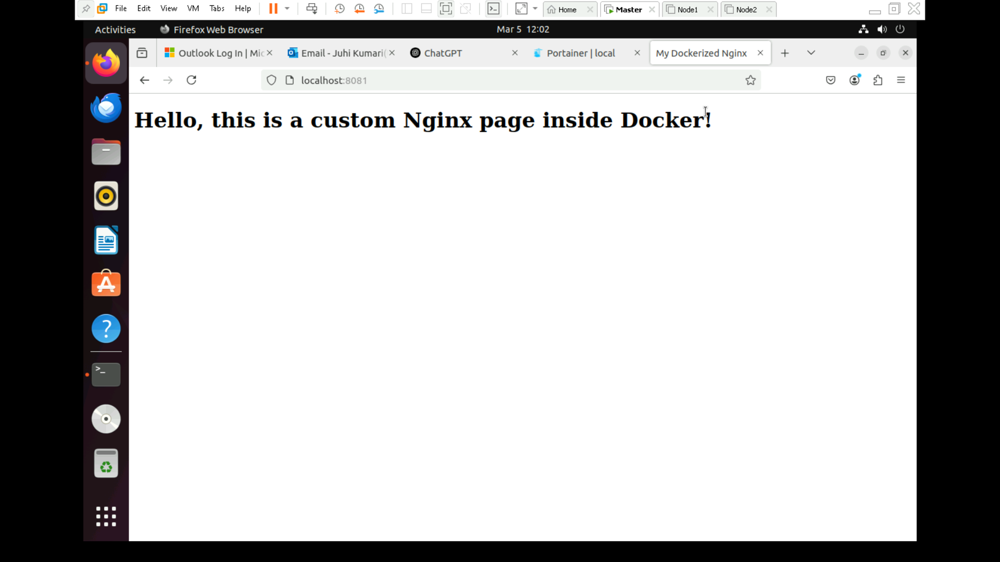 File Edit View VM Tabs Help Home Master Node1 Node2
Activities Firefox Web Browser Mar 5 12:02
Outlook Log In | Mic Email - Juhi Kumari( ChatGPT Portainer | local My Dockerized Nginx
localhost:8081
Hello, this is a custom Nginx page inside Docker!